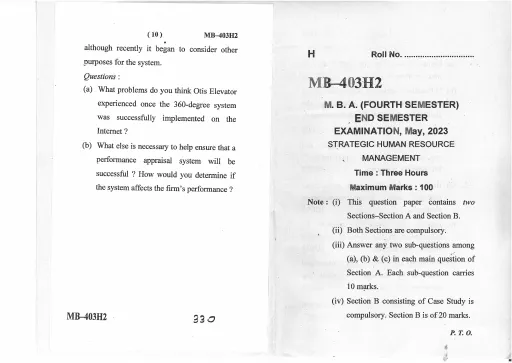 ( 10 ) MB-403H2
although recently it began to consider other
purposes for the system.
Questions :
(a) What problems do you think Otis Elevator
experienced once the 360-degree system
was successfully implemented on the
Internet ?
(b) What else is necessary to help ensure that a
performance appraisal system will be
successful ? How would you determine if
the system affects the firm's performance ?
MB-403H2 330
H Roll No. ..............................
MB-403H2
M. B. A. (FOURTH SEMESTER)
END SEMESTER
EXAMINATION, May, 2023
STRATEGIC HUMAN RESOURCE
MANAGEMENT
Time : Three Hours
Maximum Marks : 100
Note : (i) This question paper contains two
Sections–Section A and Section B.
(ii) Both Sections are compulsory.
(iii) Answer any two sub-questions among
(a), (b) & (c) in each main question of
Section A. Each sub-question carries
10 marks.
(iv) Section B consisting of Case Study is
compulsory. Section B is of 20 marks.
P. T. O.